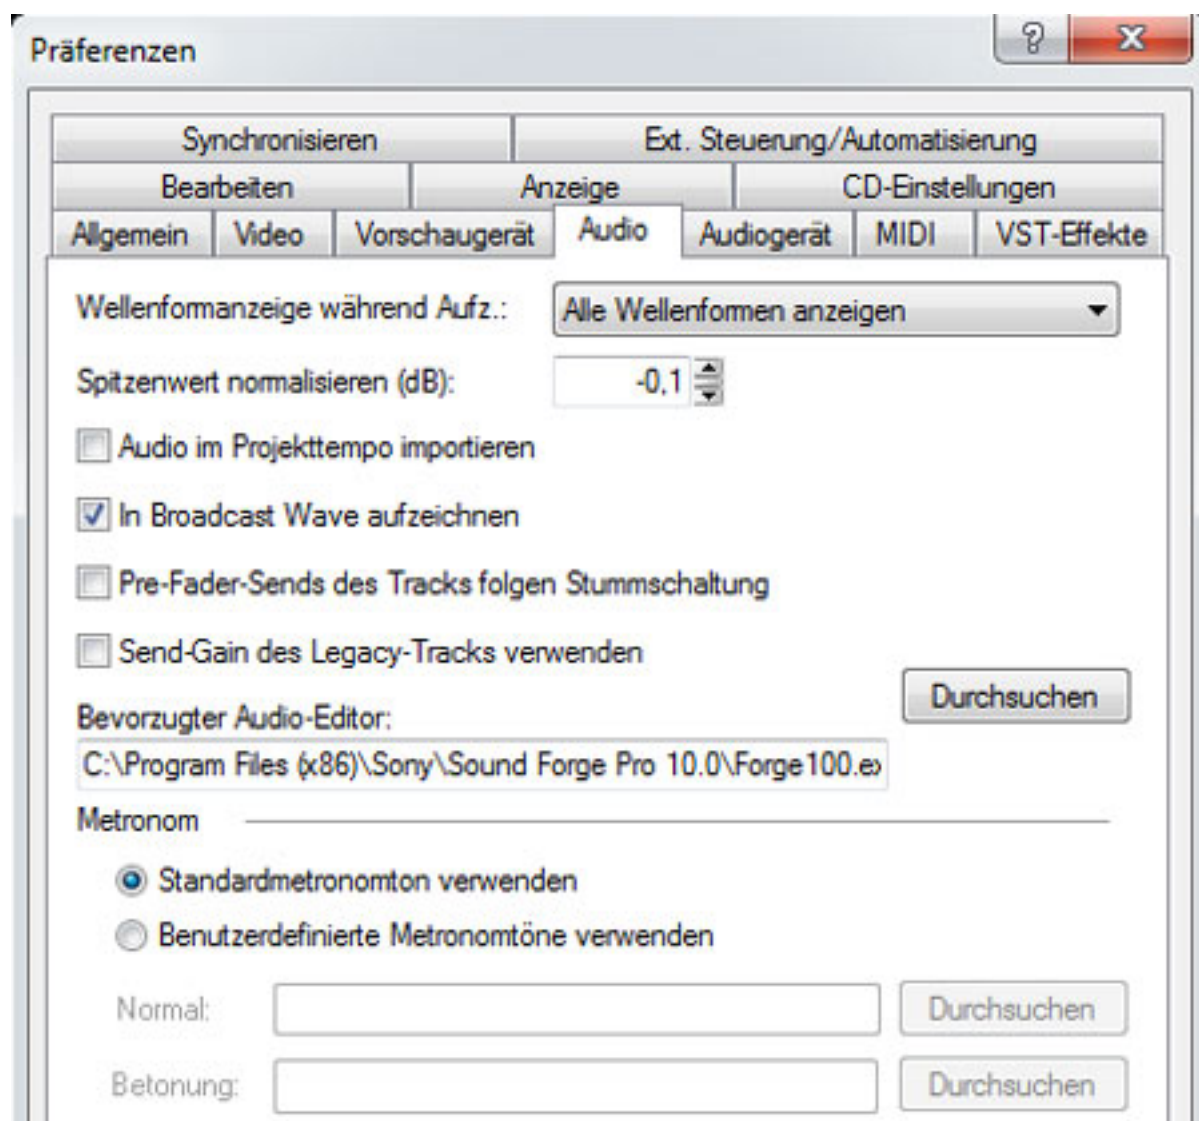 Präferenzen
Synchronisieren Ext. Steuerung/Automatisierung
Bearbeiten Anzeige CD-Einstellungen
Allgemein Video Vorschaugerät Audio Audiogerät MIDI VST-Effekte
Wellenformanzeige während Aufz.: Alle Wellenformen anzeigen
Spitzenwert normalisieren (dB): -0,1
Audio im Projekttempo importieren
In Broadcast Wave aufzeichnen
Pre-Fader-Sends des Tracks folgen Stummschaltung
Send-Gain des Legacy-Tracks verwenden
Durchsuchen
Bevorzugter Audio-Editor:
C:\Program Files (x86)\Sony\Sound Forge Pro 10.0\Forge100.ex
Metronom
Standardmetronomton verwenden
Benutzerdefinierte Metronomtöne verwenden
Normal: Durchsuchen
Betonung: Durchsuchen